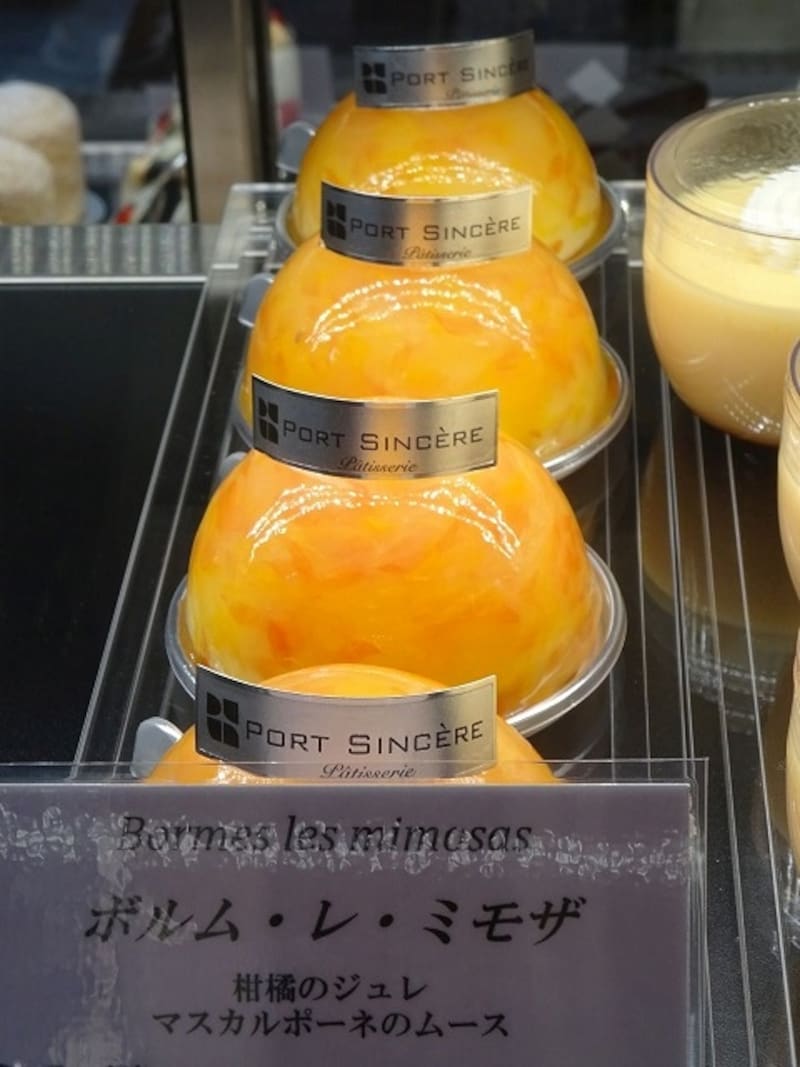 PORT SINCÈRE
Pâtisserie
PORT SINCÈRE
Pâtisserie
PORT SINCÈRE
Pâtisserie
PORT SINCÈRE
Pâtisserie
Bormes les mimosas
ボルム・レ・ミモザ
柑橘のジュレ
マスカルポーネのムース